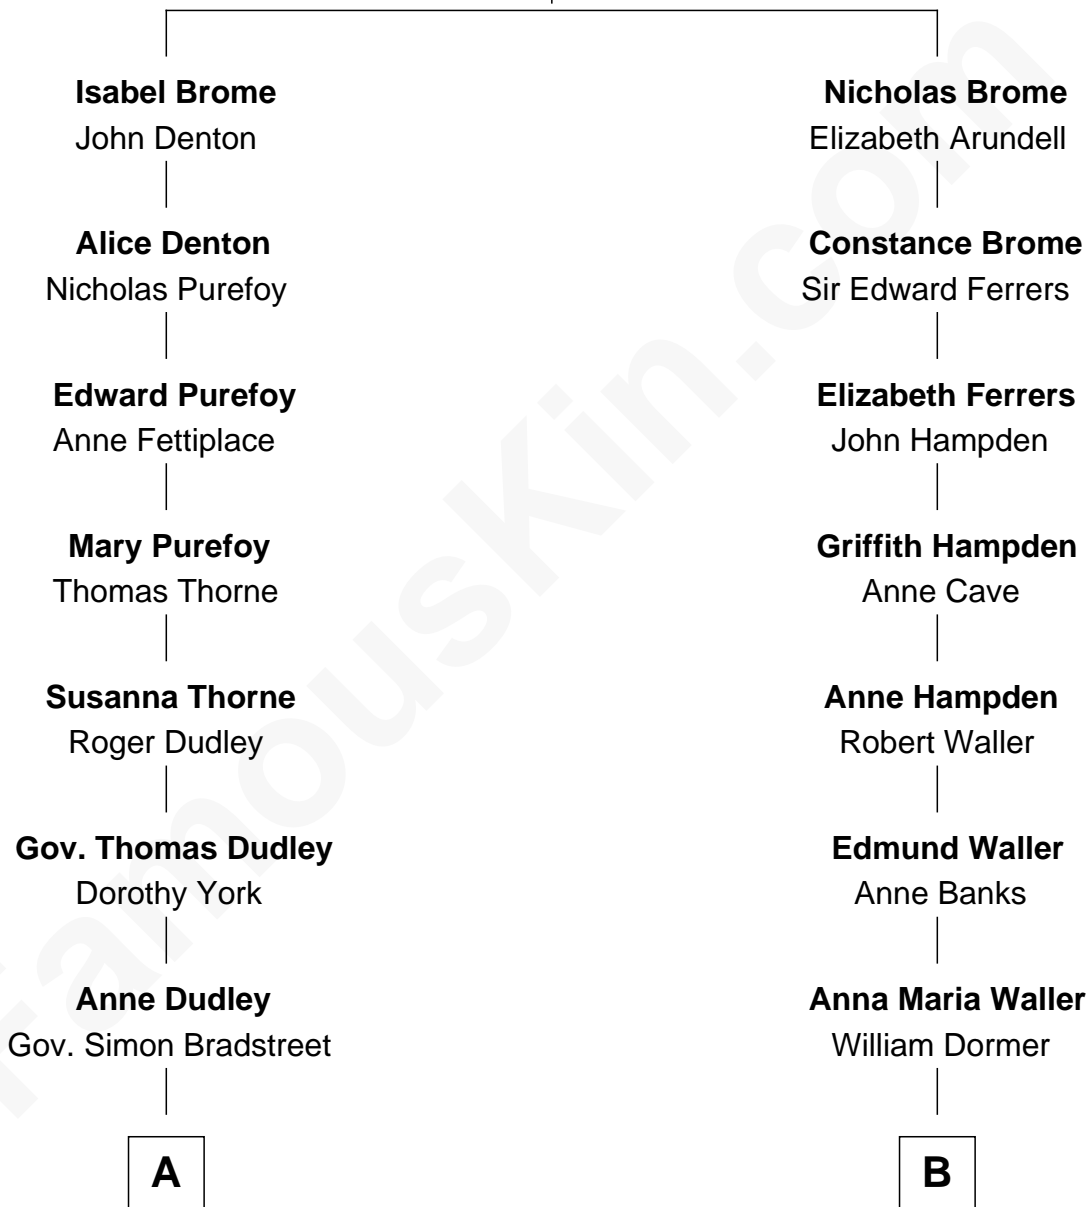 Isabel Brome
John Denton
Alice Denton
Nicholas Purefoy
Edward Purefoy
Anne Fettiplace
Mary Purefoy
Thomas Thorne
Susanna Thorne
Roger Dudley
Gov. Thomas Dudley
Dorothy York
Anne Dudley
Gov. Simon Bradstreet
A
Nicholas Brome
Elizabeth Arundell
Constance Brome
Sir Edward Ferrers
Elizabeth Ferrers
John Hampden
Griffith Hampden
Anne Cave
Anne Hampden
Robert Waller
Edmund Waller
Anne Banks
Anna Maria Waller
William Dormer
B
FamousKin.com